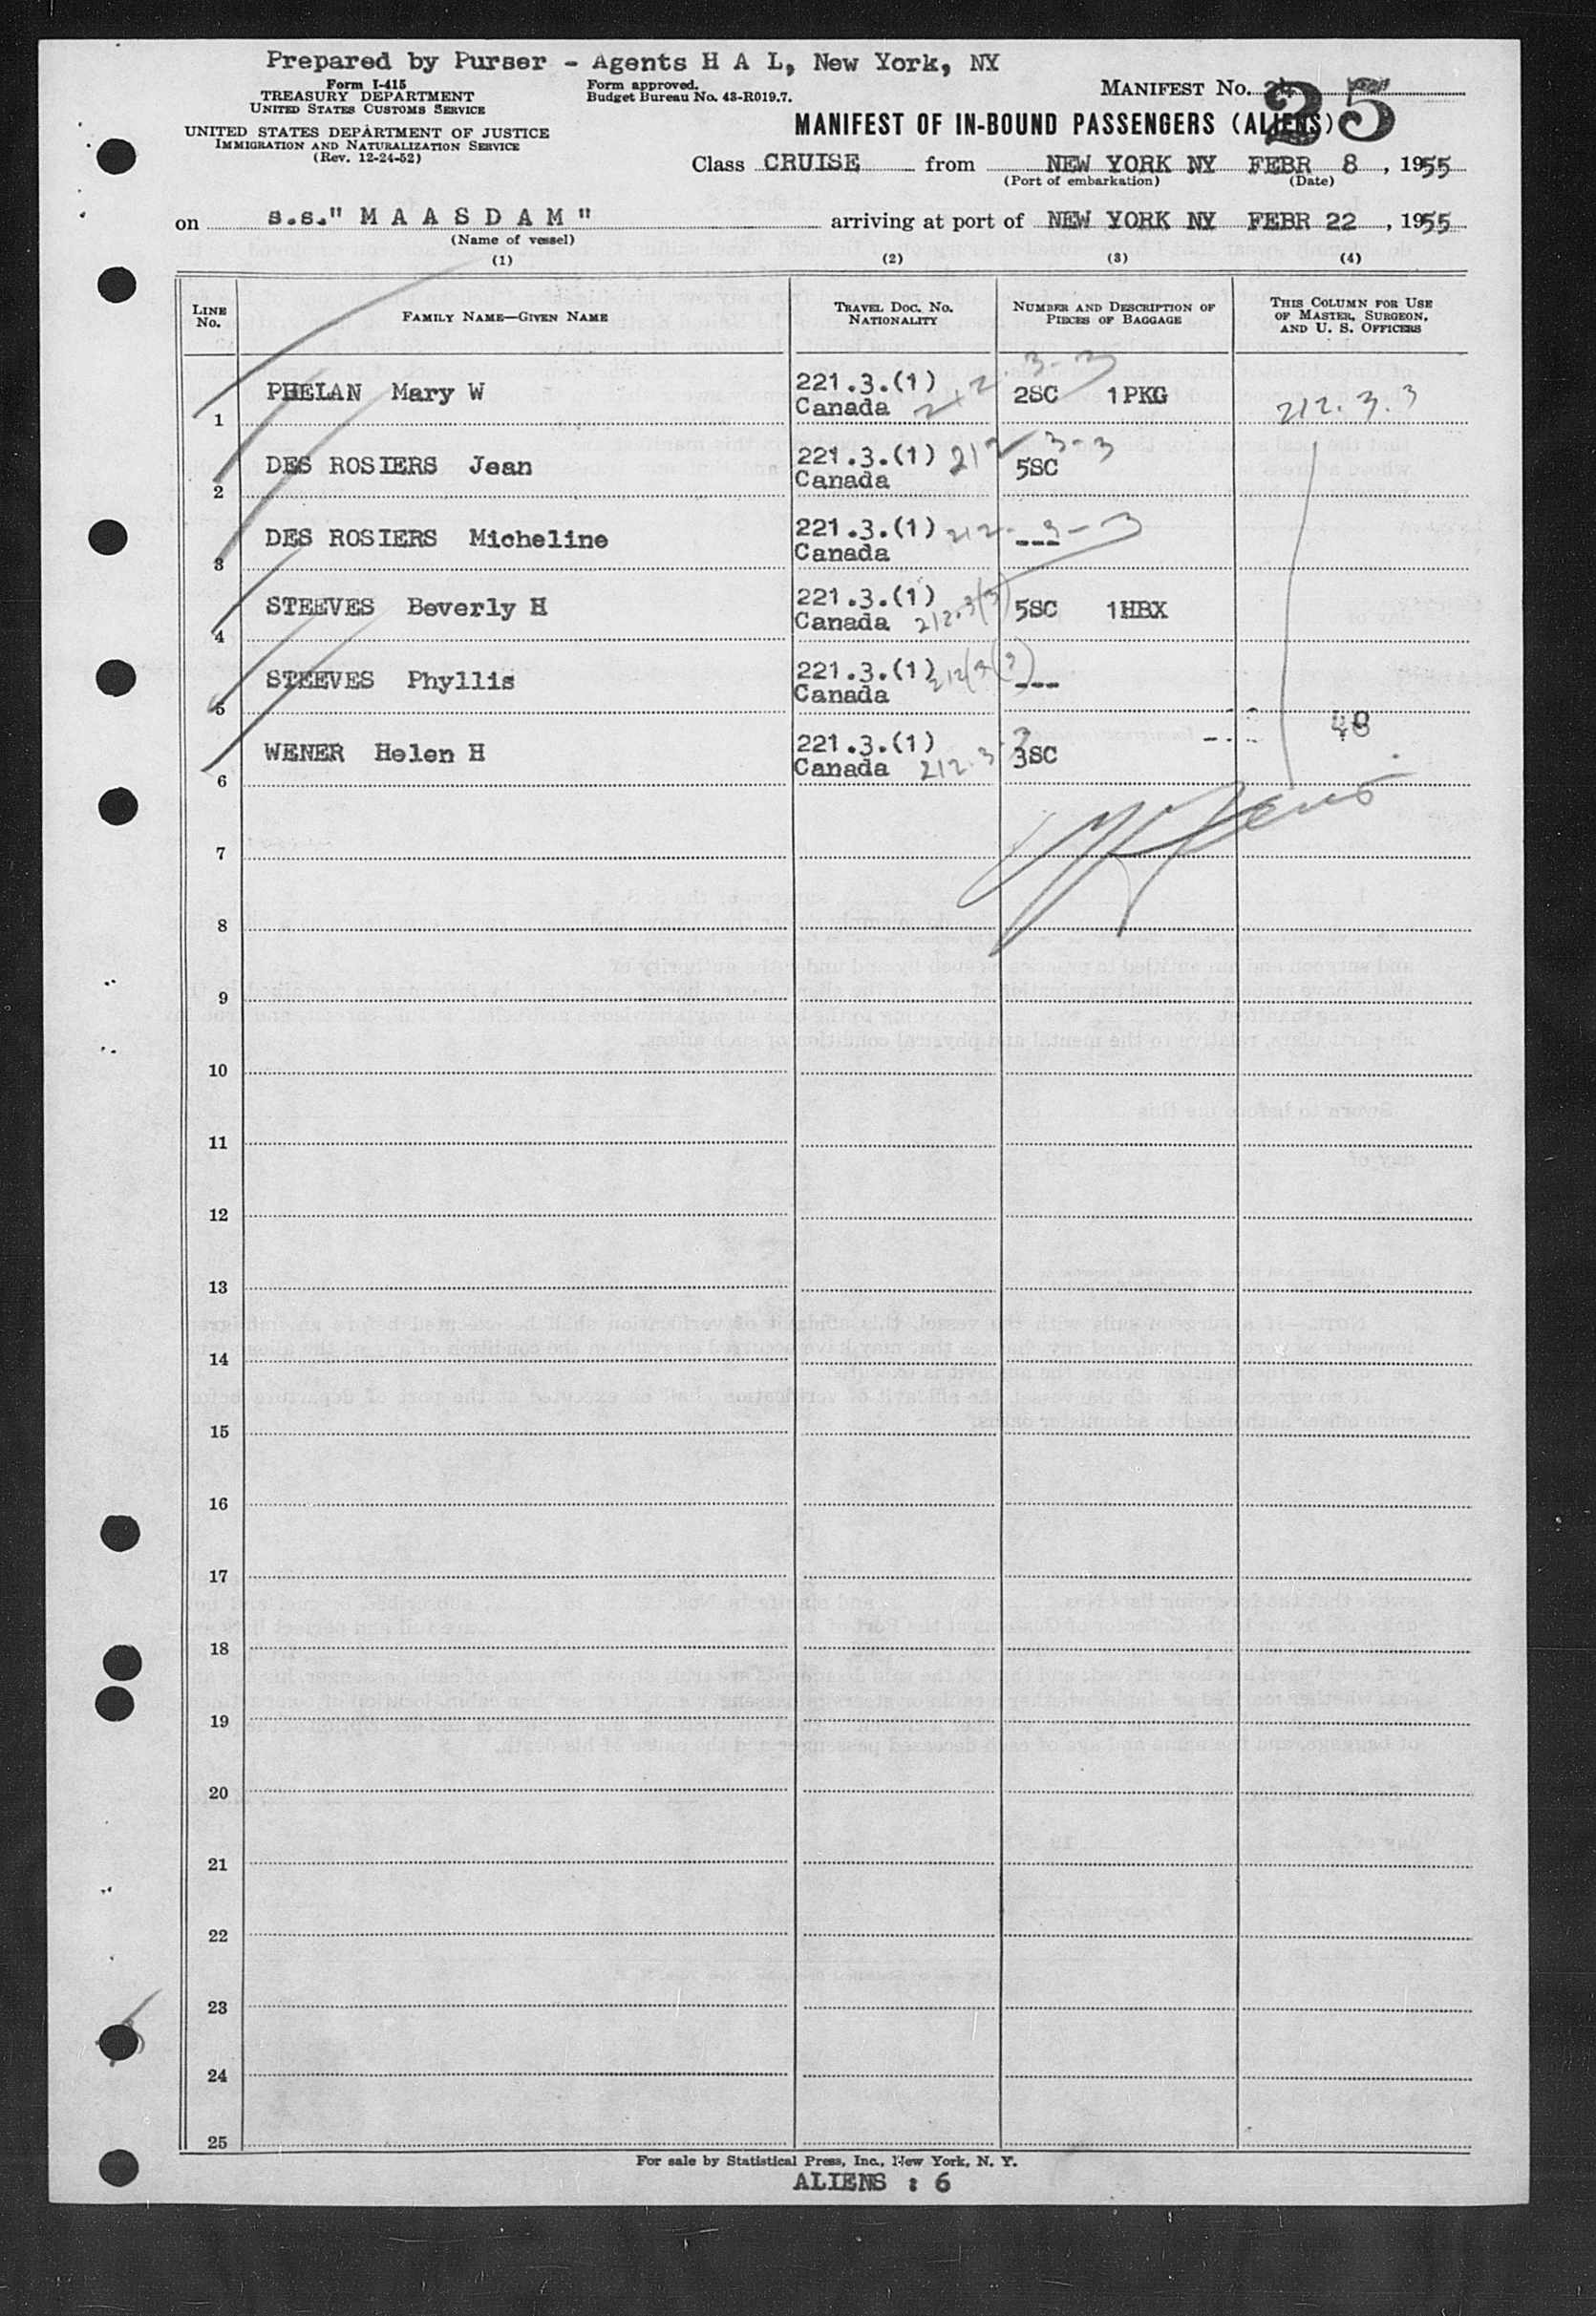 Prepared by Purser - Agents H A L, New York, NY
Form I-415
TREASURY DEPARTMENT
UNITED STATES CUSTOMS SERVICE
UNITED STATES DEPARTMENT OF JUSTICE
IMMIGRATION AND NATURALIZATION SERVICE
(Rev. 12-24-52)
Form approved.
Budget Bureau No. 43-R019.7.
MANIFEST No. 25
MANIFEST OF IN-BOUND PASSENGERS (ALIENS)
Class CRUISE from NEW YORK NY FEBR 8, 1955
(Port of embarkation) (Date)
on s.s." M A A S D A M " arriving at port of NEW YORK NY FEBR 22, 1955
(Name of vessel)
(1) (2) (3) (4)
LINE No. FAMILY NAME—GIVEN NAME TRAVEL DOC. NO. NATIONALITY NUMBER AND DESCRIPTION OF PIECES OF BAGGAGE THIS COLUMN FOR USE OF MASTER, SURGEON, AND U. S. OFFICERS
1 PHELAN Mary W 221.3.(1) Canada 212.3-3 2SC 1PKG 212.3.3
2 DES ROSIERS Jean 221.3.(1) Canada 212 3-3 5SC
3 DES ROSIERS Micheline 221.3.(1) Canada 212-3-3 ---
4 STEEVES Beverly H 221.3.(1) Canada 212.3(3) 5SC 1HBX
5 STEEVES Phyllis 221.3.(1) Canada 212(3(3) ---
6 WENER Helen H 221.3.(1) Canada 212.3.3 3SC 48
7
8
9
10
11
12
13
14
15
16
17
18
19
20
21
22
23
24
25
For sale by Statistical Press, Inc., New York, N. Y.
ALIENS : 6